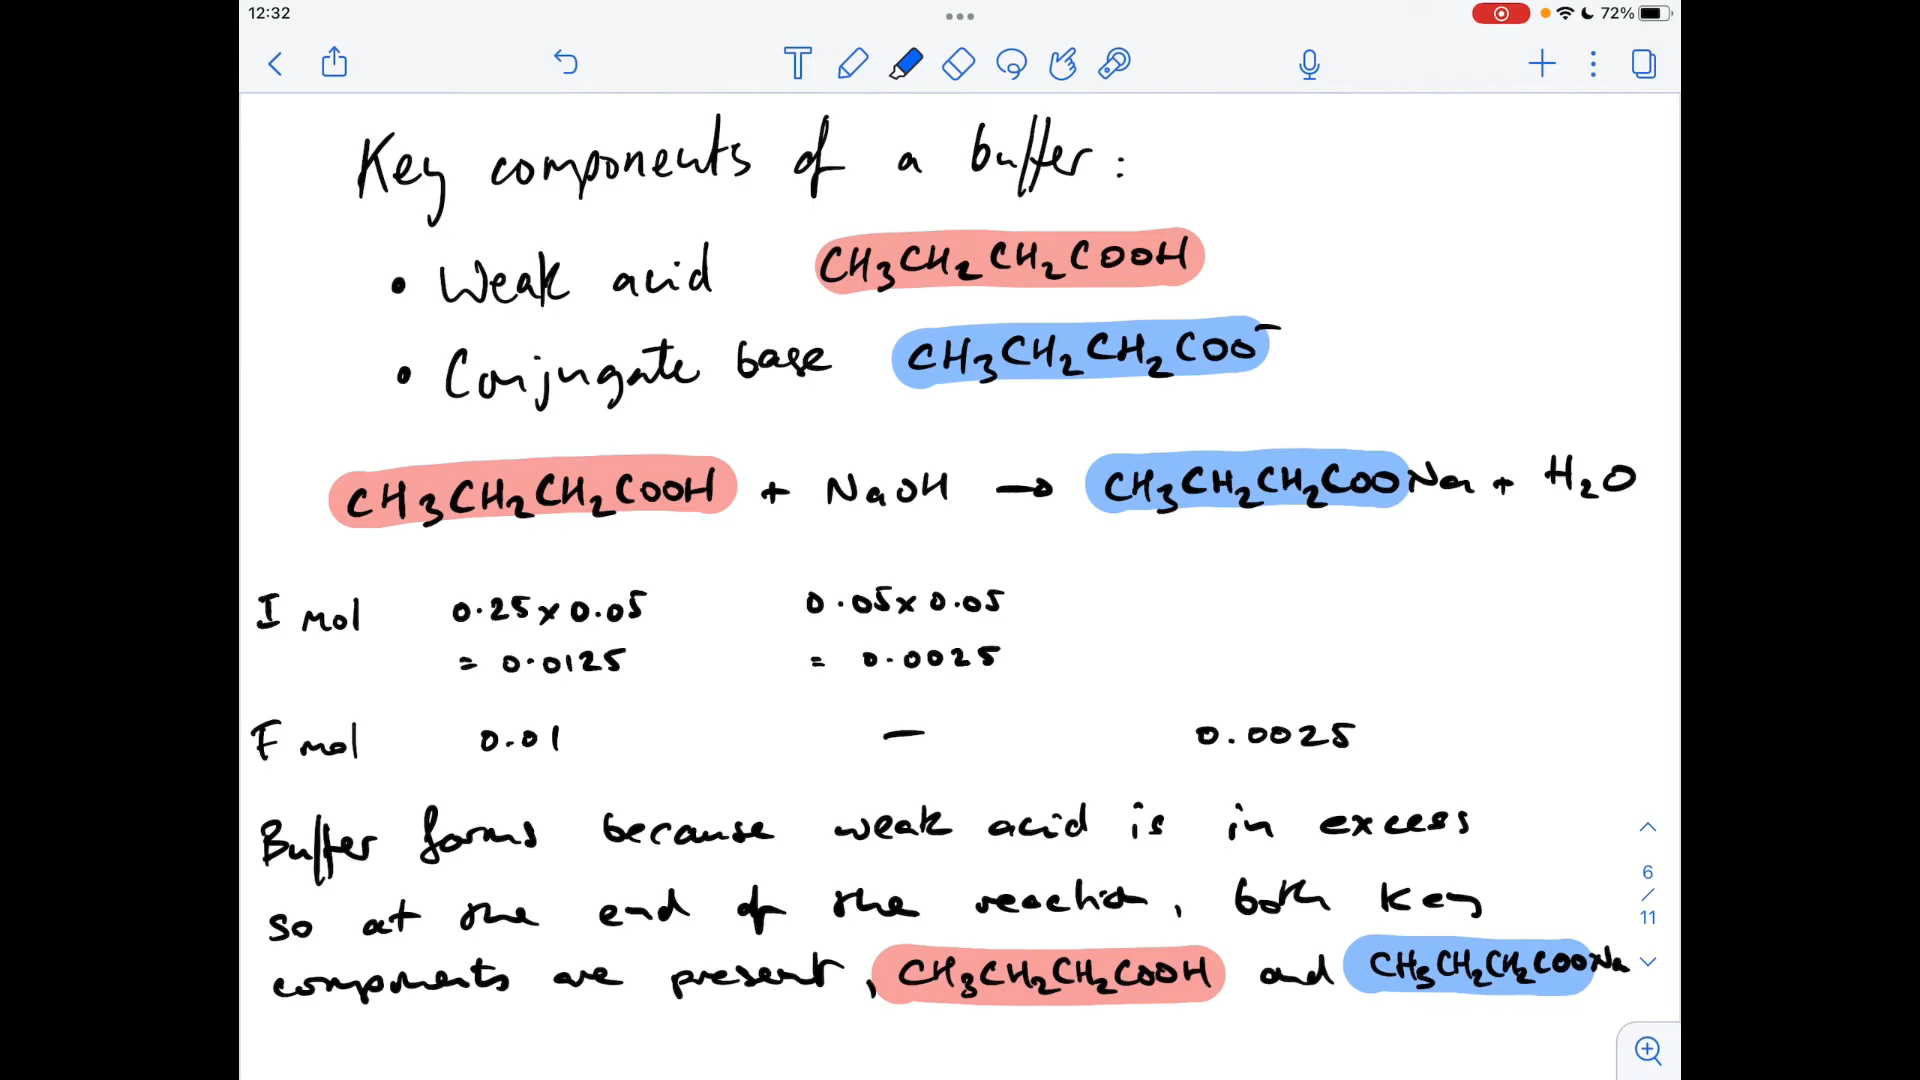 12:32
72%
Key components of a buffer:
• Weak acid CH3CH2CH2COOH
• Conjugate base CH3CH2CH2COO⁻
CH3CH2CH2COOH + NaOH → CH3CH2CH2COONa + H2O
I mol 0.25 x 0.05 0.05 x 0.05
= 0.0125 = 0.0025
F mol 0.01 — 0.0025
Buffer forms because weak acid is in excess
so at the end of the reaction, both key
components are present, CH3CH2CH2COOH and CH3CH2CH2COONa
6
/
11